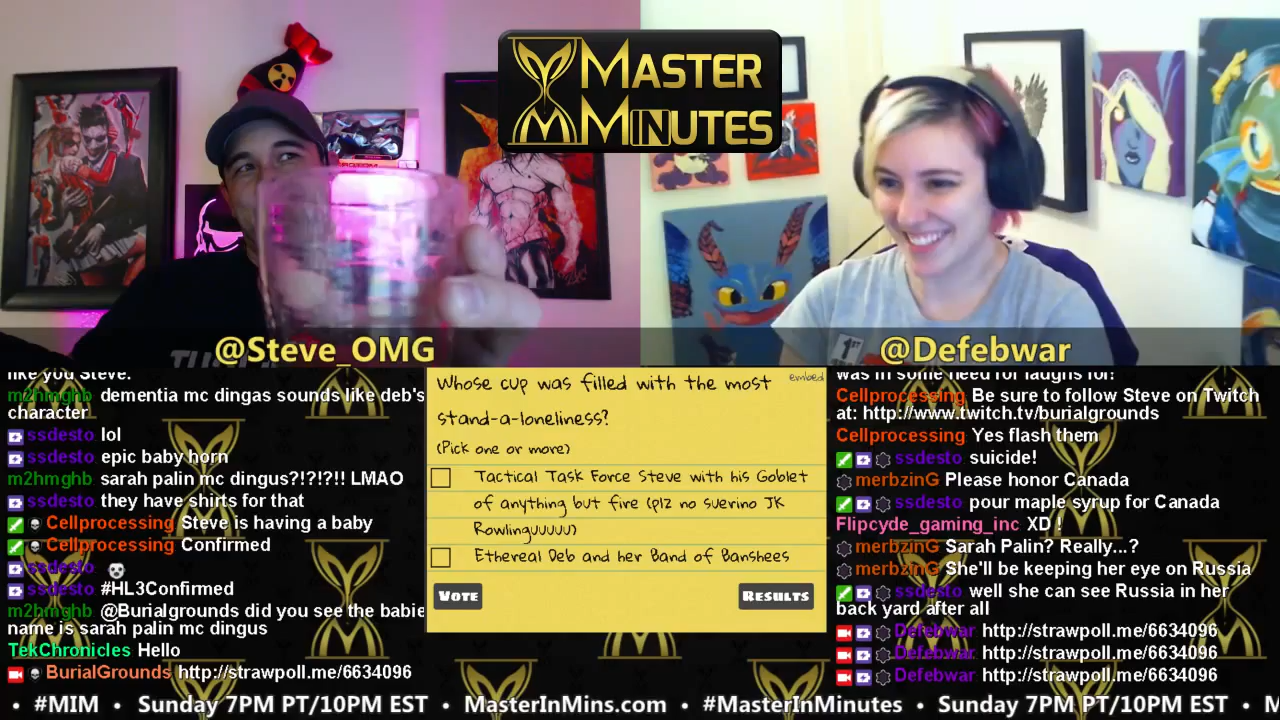 MASTER
MINUTES
@Steve_OMG
@Defebwar
like you Steve.
m2hmghb dementia mc dingas sounds like deb's
character
ssdesto lol
ssdesto epic baby horn
m2hmghb sarah palin mc dingus?!?!?!! LMAO
ssdesto they have shirts for that
Cellprocessing Steve is having a baby
Cellprocessing Confirmed
ssdesto
ssdesto #HL3Confirmed
m2hmghb @Burialgrounds did you see the babie
name is sarah palin mc dingus
TekChronicles Hello
BurialGrounds http://strawpoll.me/6634096
Whose cup was filled with the most
embed
stand-a-loneliness?
(Pick one or more)
Tactical Task Force Steve with his Goblet
of anything but fire (plz no suerino JK
Rowlinguuuuu)
Ethereal Deb and her Band of Banshees
VOTE
RESULTS
was in some need for laughs for!
Cellprocessing Be sure to follow Steve on Twitch
at: http://www.twitch.tv/burialgrounds
Cellprocessing Yes flash them
ssdesto suicide!
merbzinG Please honor Canada
ssdesto pour maple syrup for Canada
Flipcyde_gaming_inc XD !
merbzinG Sarah Palin? Really...?
merbzinG She'll be keeping her eye on Russia
ssdesto well she can see Russia in her
back yard after all
Defebwar http://strawpoll.me/6634096
Defebwar http://strawpoll.me/6634096
Defebwar http://strawpoll.me/6634096
• #MIM • Sunday 7PM PT/10PM EST • MasterInMins.com • #MasterInMinutes • Sunday 7PM PT/10PM EST • M